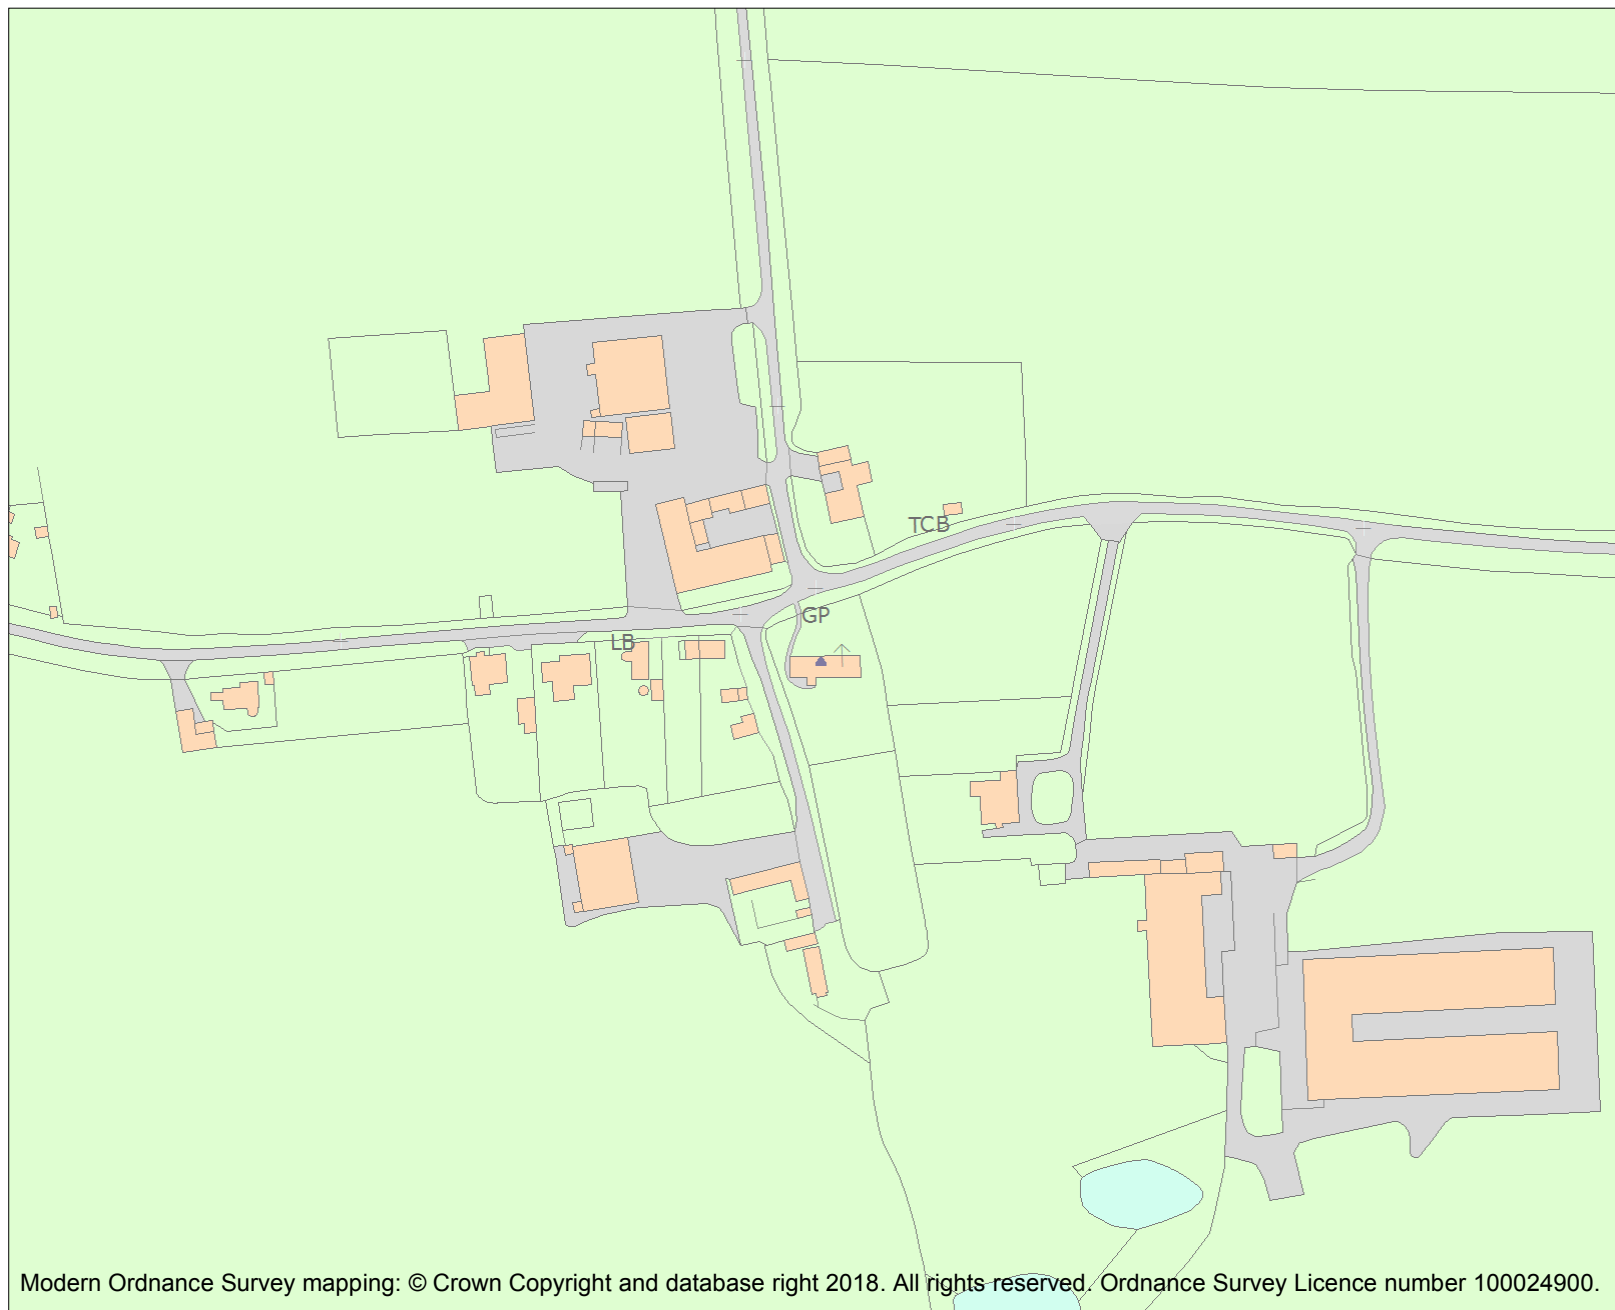 TCB
GP
LB
Modern Ordnance Survey mapping: © Crown Copyright and database right 2018. All rights reserved. Ordnance Survey Licence number 100024900.